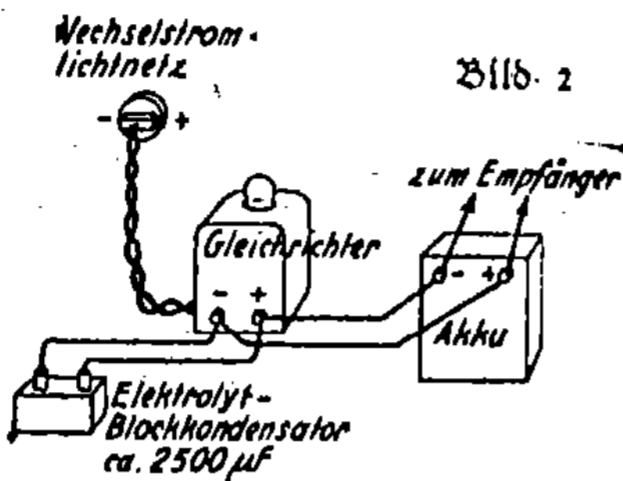 Wechselstrom-
lichtnetz
Bild. 2
- +
zum Empfänger
-
Gleichrichter
- +
- +
Akku
Elektrolyt-
Blockkondensator
ca. 2500 µF